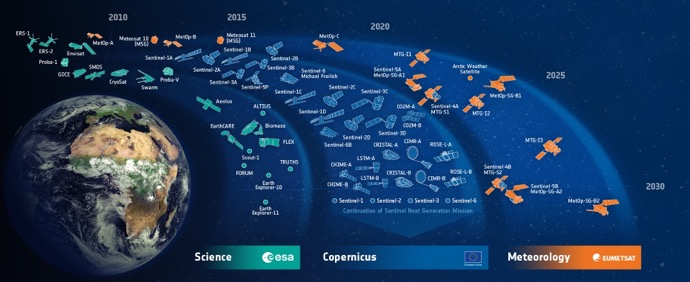 2010
2015
2020
2025
2030
ERS-1
ERS-2
Envisat
MetOp-A
Proba-1
GOCE
SMOS
CryoSat
Swarm
Proba-V
Meteosat 10
(MSG)
MetOp-B
Meteosat 11
(MSG)
MetOp-C
Sentinel-1A
Sentinel-1B
Sentinel-2A
Sentinel-2B
Sentinel-3A
Sentinel-3B
Sentinel-5P
Sentinel-6
Michael Freilich
Sentinel-1C
Sentinel-2C
Sentinel-3C
Sentinel-1D
Sentinel-2D
Sentinel-3D
Sentinel-6B
Aeolus
ALTIUS
EarthCARE
Biomass
FLEX
Scout-1
FORUM
TRUTHS
Earth
Explorer-10
Earth
Explorer-11
MTG-I1
Sentinel-5A
MetOp-SG-A1
Sentinel-4A
MTG-S1
Arctic Weather
Satellite
MetOp-SG-B1
MTG-I2
MTG-I3
CO2M-A
CO2M-B
CRISTAL-A
CIMR-A
ROSE-L-A
LSTM-A
CHIME-A
CHIME-B
LSTM-B
CRISTAL-B
CIMR-B
ROSE-L-B
Sentinel-4B
MTG-S2
Sentinel-5B
MetOp-SG-A2
MetOp-SG-B2
Sentinel-1 Sentinel-2 Sentinel-3 Sentinel-6
Continuation of Sentinel Next Generation Mission
Science esa
Copernicus
Meteorology EUMETSAT